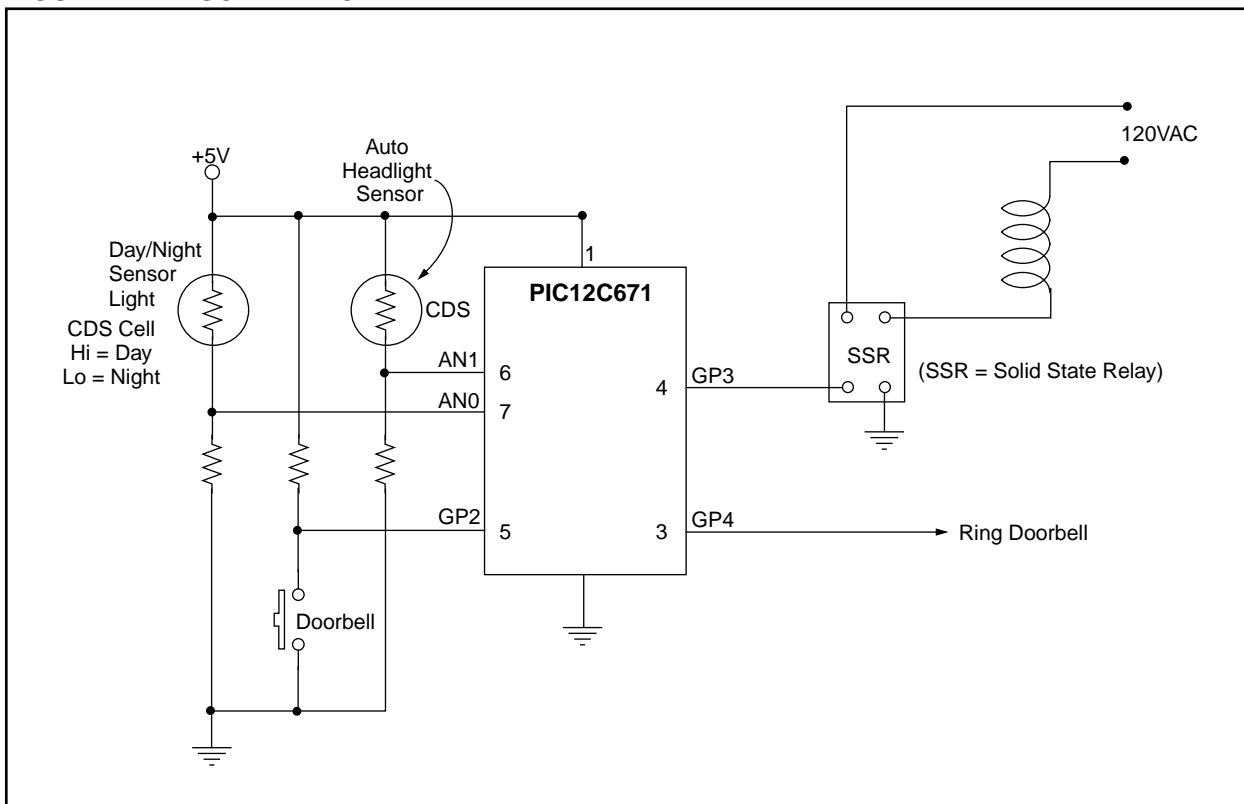 +5V
Auto
Headlight
Sensor
120VAC
Day/Night
Sensor
Light
CDS Cell
Hi = Day
Lo = Night
CDS
1
PIC12C671
AN1
6
AN0
7
4
GP3
SSR
(SSR = Solid State Relay)
GP2
5
3
GP4
Ring Doorbell
Doorbell